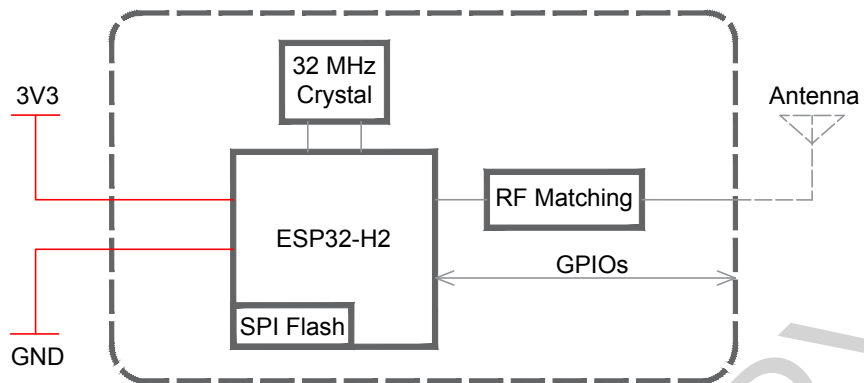 32 MHz
Crystal
3V3
Antenna
RF Matching
ESP32-H2
GPIOs
SPI Flash
GND